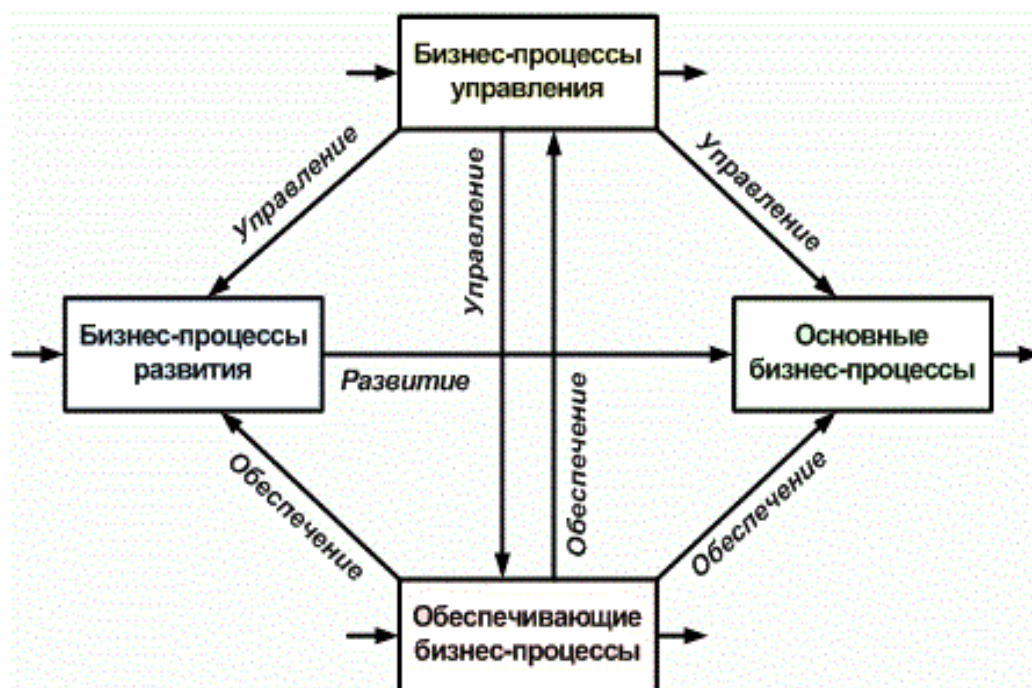 Бизнес-процессы
управления
Управление
Управление
Управление
Бизнес-процессы
развития
Развитие
Основные
бизнес-процессы
Обеспечение
Обеспечение
Обеспечение
Обеспечивающие
бизнес-процессы